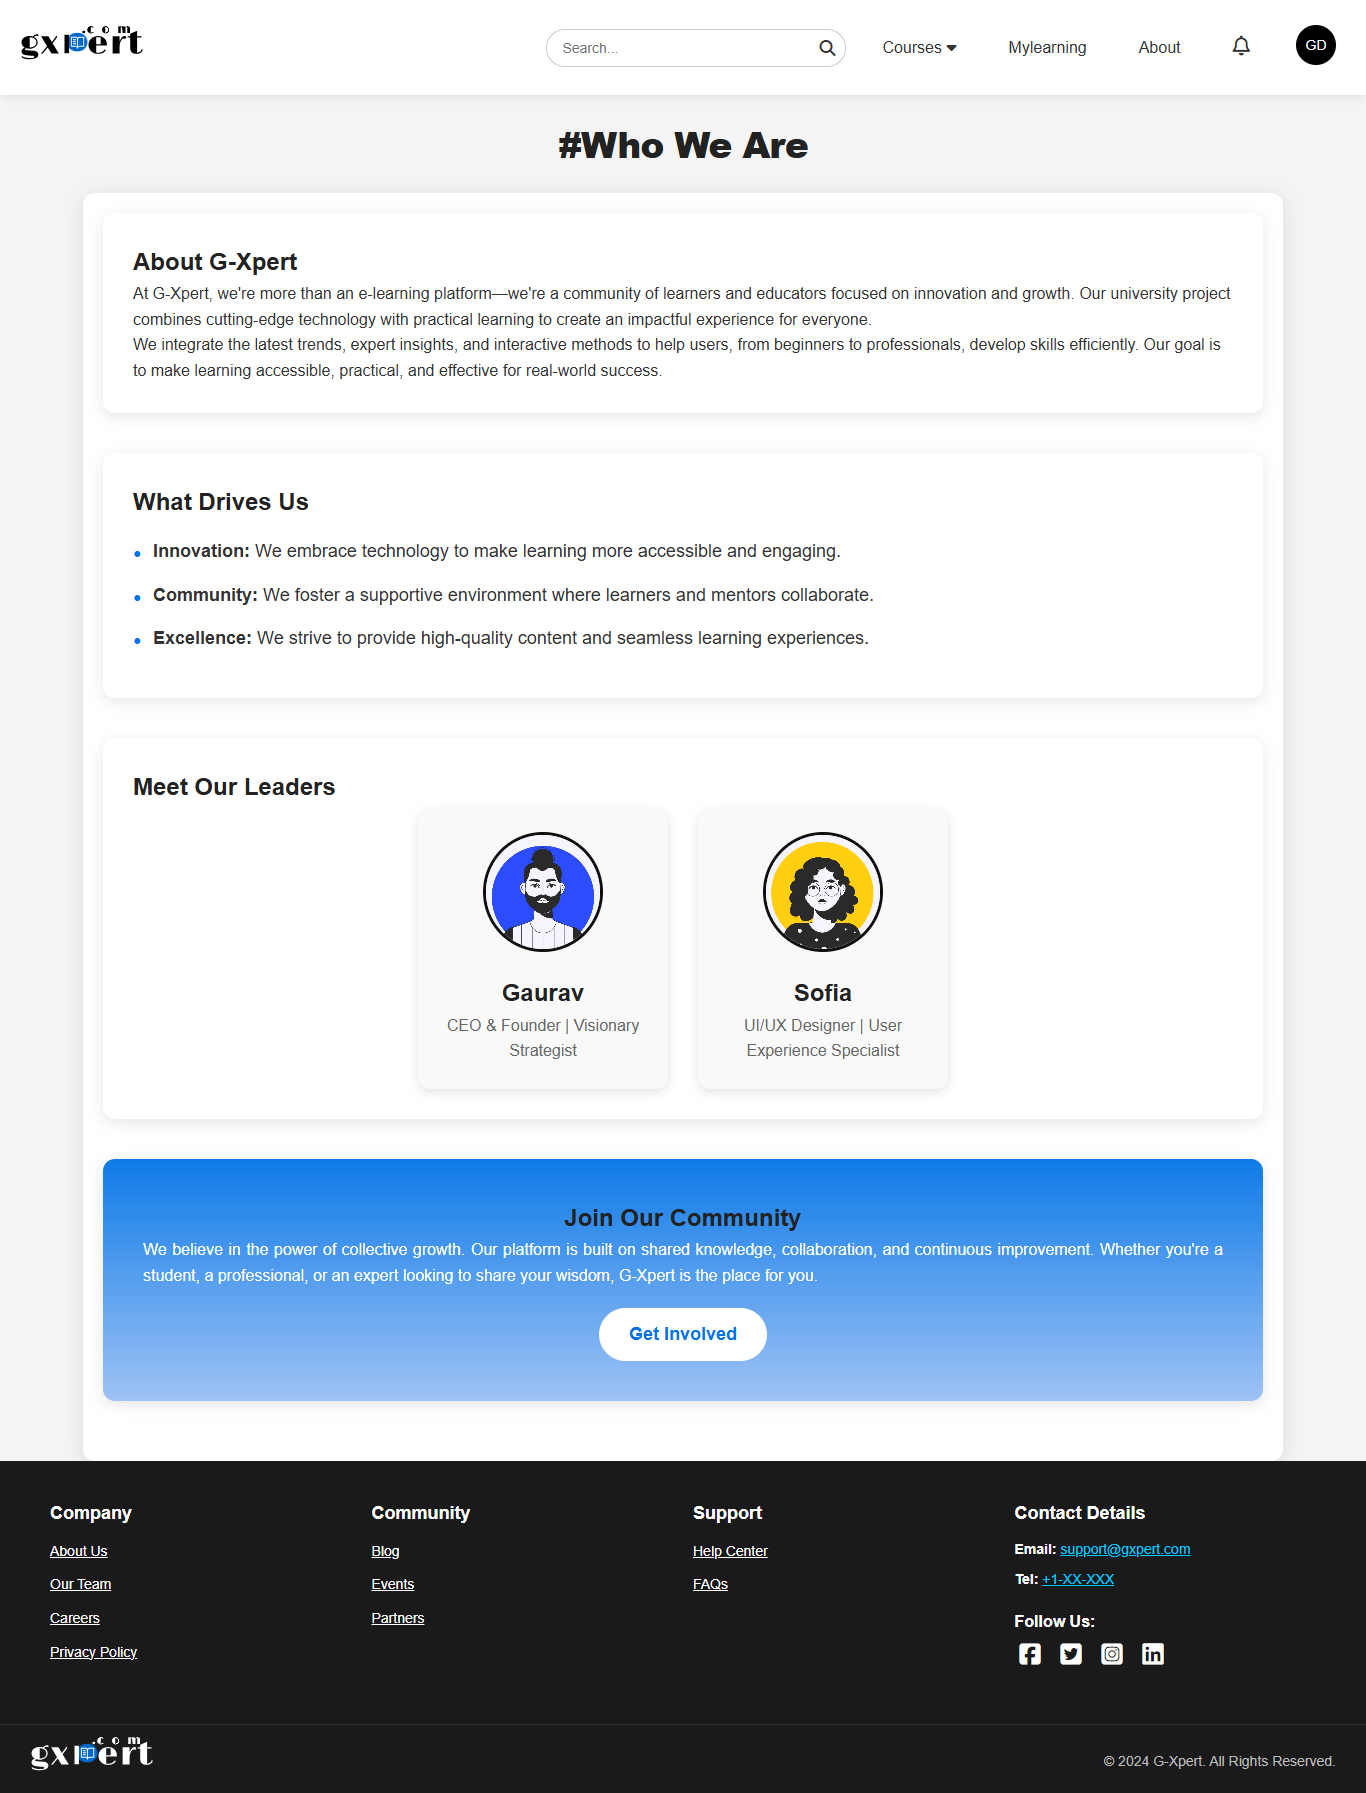 gxpert
.com
Search...
Courses
Mylearning
About
GD
#Who We Are
About G-Xpert
At G-Xpert, we're more than an e-learning platform—we're a community of learners and educators focused on innovation and growth. Our university project
combines cutting-edge technology with practical learning to create an impactful experience for everyone.
We integrate the latest trends, expert insights, and interactive methods to help users, from beginners to professionals, develop skills efficiently. Our goal is
to make learning accessible, practical, and effective for real-world success.
What Drives Us
• Innovation: We embrace technology to make learning more accessible and engaging.
• Community: We foster a supportive environment where learners and mentors collaborate.
• Excellence: We strive to provide high-quality content and seamless learning experiences.
Meet Our Leaders
Gaurav
CEO & Founder | Visionary
Strategist
Sofia
UI/UX Designer | User
Experience Specialist
Join Our Community
We believe in the power of collective growth. Our platform is built on shared knowledge, collaboration, and continuous improvement. Whether you're a
student, a professional, or an expert looking to share your wisdom, G-Xpert is the place for you.
Get Involved
Company
About Us
Our Team
Careers
Privacy Policy
Community
Blog
Events
Partners
Support
Help Center
FAQs
Contact Details
Email: support@gxpert.com
Tel: +1-XX-XXX
Follow Us:
gxpert
.com
© 2024 G-Xpert. All Rights Reserved.